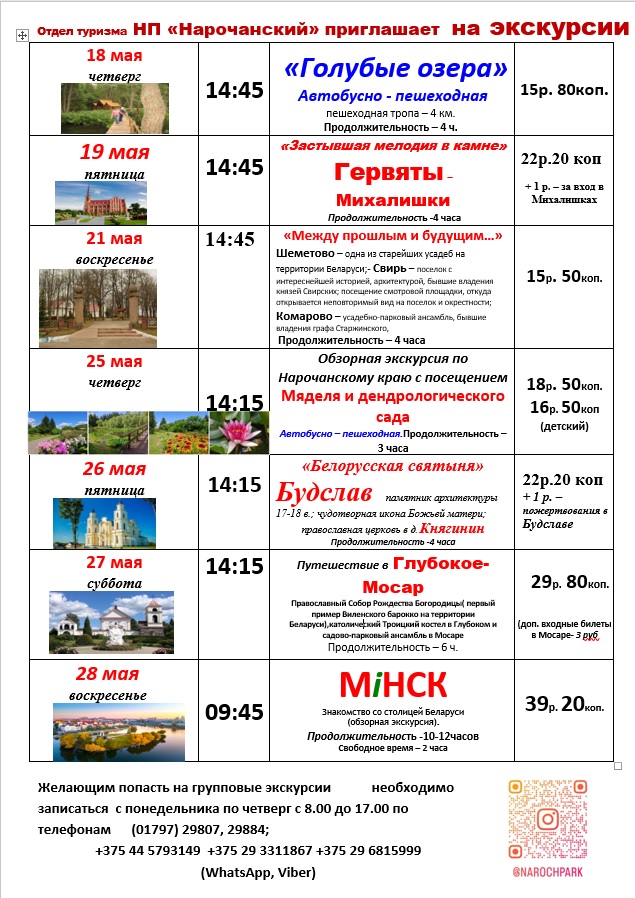 Отдел туризма НП «Нарочанский» приглашает на экскурсии
18 мая
четверг
14:45
«Голубые озера»
Автобусно - пешеходная
пешеходная тропа – 4 км.
Продолжительность – 4 ч.
15р. 80коп.
19 мая
пятница
14:45
«Застывшая мелодия в камне»
Гервяты –
Михалишки
Продолжительность -4 часа
22р.20 коп
+ 1 р. – за вход в
Михалишках
21 мая
воскресенье
14:45
«Между прошлым и будущим...»
Шеметово – одна из старейших усадеб на
территории Беларуси;- Свирь – поселок с
интереснейшей историей, архитектурой, бывшие владения
князей Свирских; посещение смотровой площадки, откуда
открывается неповторимый вид на поселок и окрестности;
Комарово – усадебно-парковый ансамбль, бывшие
владения графа Старжинского,
Продолжительность – 4 часа
15р. 50коп.
25 мая
четверг
14:15
Обзорная экскурсия по
Нарочанскому краю с посещением
Мяделя и дендрологического
сада
Автобусно – пешеходная.Продолжительность –
3 часа
18р. 50коп.
16р. 50коп
(детский)
26 мая
пятница
14:15
«Белорусская святыня»
Будслав памятник архитектуры
17-18 в.; чудотворная икона Божьей матери;
православная церковь в д.Княгинин
Продолжительность -4 часа
22р.20 коп
+ 1 р. –
пожертвования в
Будславе
27 мая
суббота
14:15
Путешествие в Глубокое-
Мосар
Православный Собор Рождества Богородицы( первый
пример Виленского барокко на территории
Беларуси),католический Троицкий костел в Глубоком и
садово-парковый ансамбль в Мосаре
Продолжительность – 6 ч.
29р. 80коп.
(доп. входные билеты
в Мосаре- 3 руб
28 мая
воскресенье
09:45
МіНСК
Знакомство со столицей Беларуси
(обзорная экскурсия).
Продолжительность -10-12часов
Свободное время – 2 часа
39р. 20коп.
Желающим попасть на групповые экскурсии необходимо
записаться с понедельника по четверг с 8.00 до 17.00 по
телефонам (01797) 29807, 29884;
+375 44 5793149 +375 29 3311867 +375 29 6815999
(WhatsApp, Viber)
@NAROCHPARK